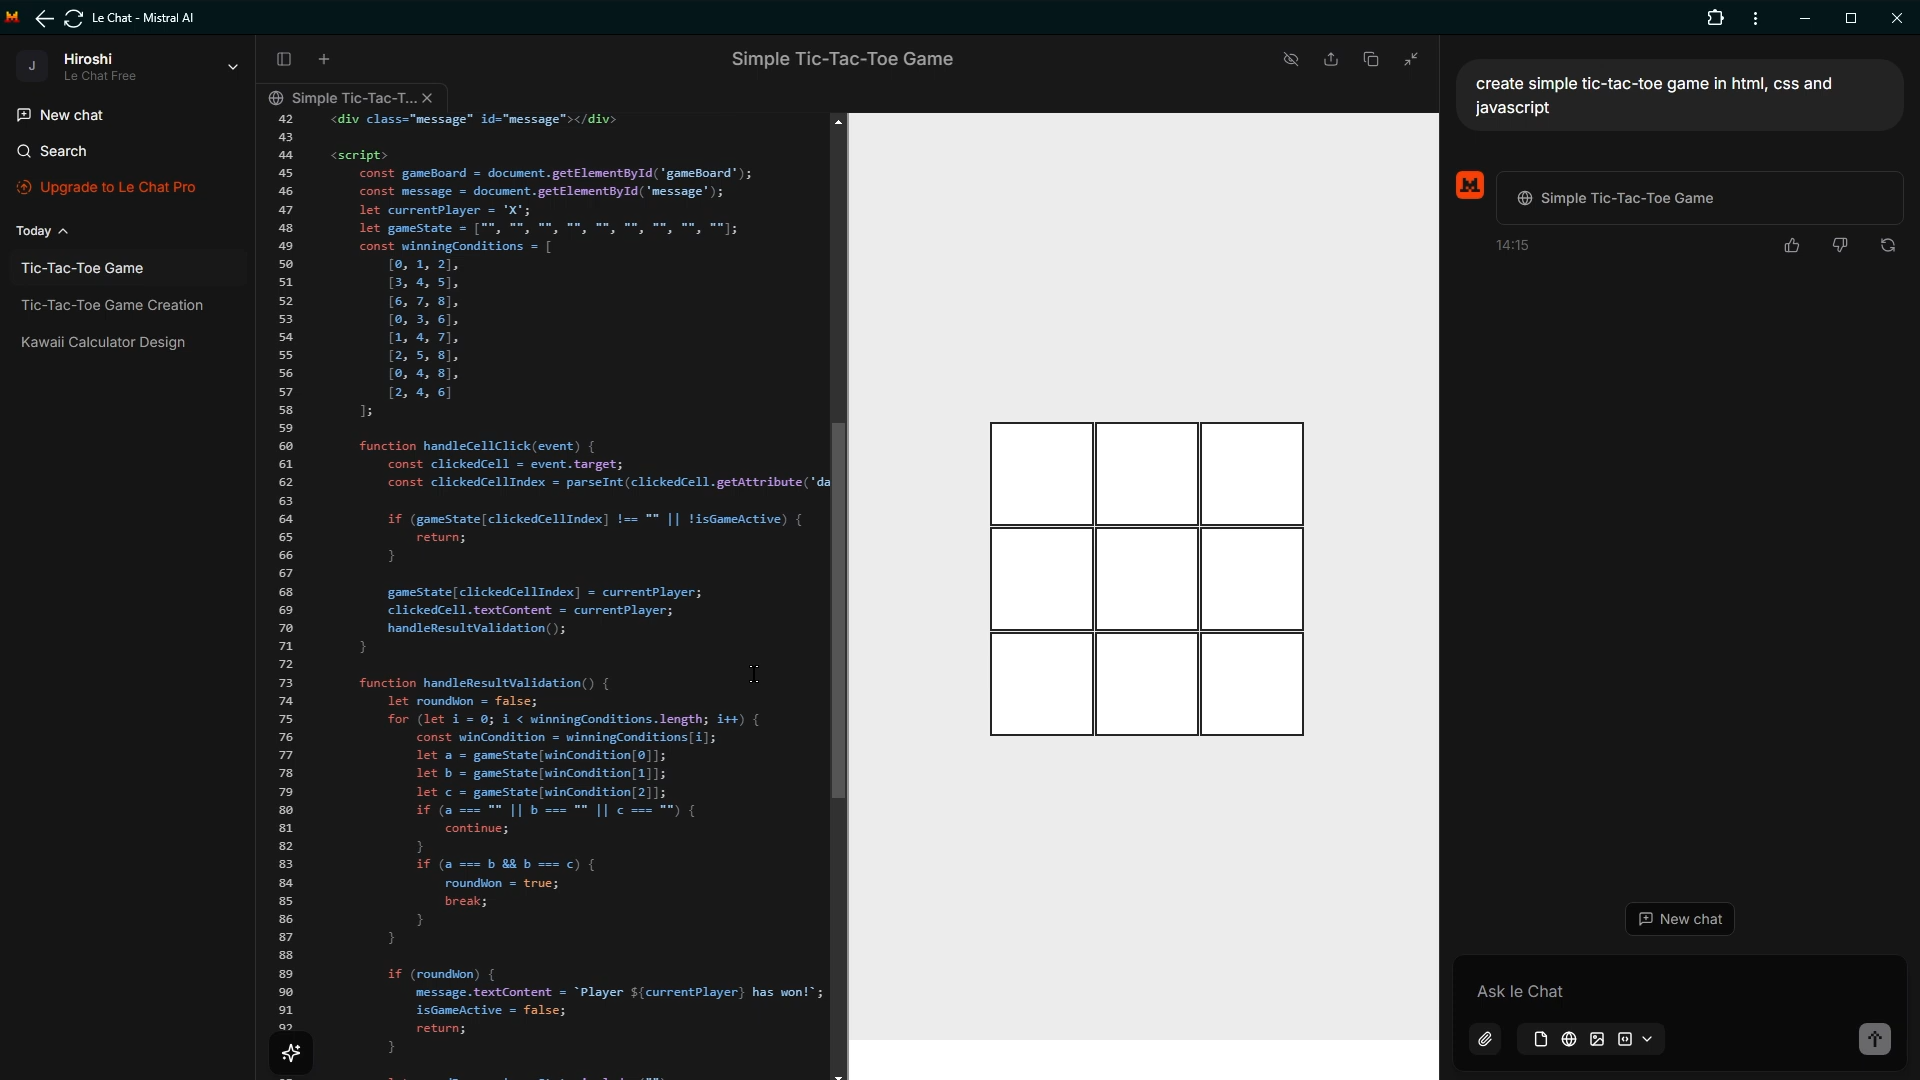 Le Chat - Mistral AI
J
Hiroshi
Le Chat Free
New chat
Search
Upgrade to Le Chat Pro
Today
Tic-Tac-Toe Game
Tic-Tac-Toe Game Creation
Kawaii Calculator Design
Simple Tic-Tac-Toe Game
Simple Tic-Tac-T...
42 <div class="message" id="message"></div>
43
44 <script>
45 const gameBoard = document.getElementById('gameBoard');
46 const message = document.getElementById('message');
47 let currentPlayer = 'X';
48 let gameState = ["", "", "", "", "", "", "", "", ""];
49 const winningConditions = [
50 [0, 1, 2],
51 [3, 4, 5],
52 [6, 7, 8],
53 [0, 3, 6],
54 [1, 4, 7],
55 [2, 5, 8],
56 [0, 4, 8],
57 [2, 4, 6]
58 ];
59
60 function handleCellClick(event) {
61 const clickedCell = event.target;
62 const clickedCellIndex = parseInt(clickedCell.getAttribute('da
63
64 if (gameState[clickedCellIndex] !== "" || !isGameActive) {
65 return;
66 }
67
68 gameState[clickedCellIndex] = currentPlayer;
69 clickedCell.textContent = currentPlayer;
70 handleResultValidation();
71 }
72
73 function handleResultValidation() {
74 let roundWon = false;
75 for (let i = 0; i < winningConditions.length; i++) {
76 const winCondition = winningConditions[i];
77 let a = gameState[winCondition[0]];
78 let b = gameState[winCondition[1]];
79 let c = gameState[winCondition[2]];
80 if (a === "" || b === "" || c === "") {
81 continue;
82 }
83 if (a === b && b === c) {
84 roundWon = true;
85 break;
86 }
87 }
88
89 if (roundWon) {
90 message.textContent = `Player ${currentPlayer} has won!`;
91 isGameActive = false;
92 return;
}
create simple tic-tac-toe game in html, css and
javascript
Simple Tic-Tac-Toe Game
14:15
New chat
Ask le Chat